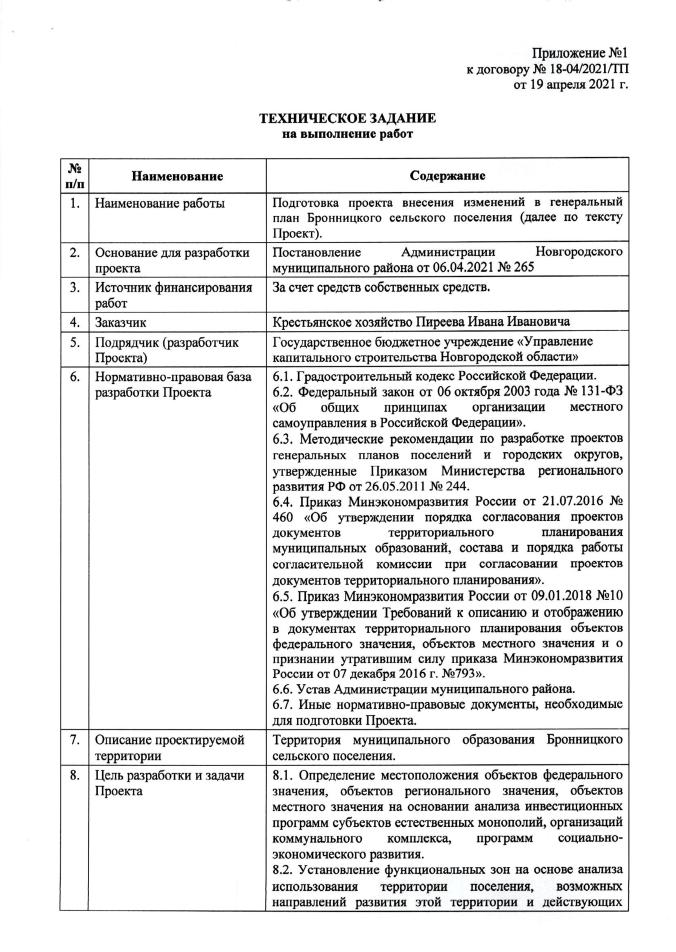 Приложение №1
к договору № 18-04/2021/ТП
от 19 апреля 2021 г.
ТЕХНИЧЕСКОЕ ЗАДАНИЕ
на выполнение работ
№ п/п Наименование Содержание
1. Наименование работы
Подготовка проекта внесения изменений в генеральный
план Бронницкого сельского поселения (далее по тексту
Проект).
2. Основание для разработки
проекта
Постановление Администрации Новгородского
муниципального района от 06.04.2021 № 265
3. Источник финансирования
работ
За счет средств собственных средств.
4. Заказчик
Крестьянское хозяйство Пиреева Ивана Ивановича
5. Подрядчик (разработчик
Проекта)
Государственное бюджетное учреждение «Управление
капитального строительства Новгородской области»
6. Нормативно-правовая база
разработки Проекта
6.1. Градостроительный кодекс Российской Федерации.
6.2. Федеральный закон от 06 октября 2003 года № 131-ФЗ
«Об общих принципах организации местного
самоуправления в Российской Федерации».
6.3. Методические рекомендации по разработке проектов
генеральных планов поселений и городских округов,
утвержденные Приказом Министерства регионального
развития РФ от 26.05.2011 № 244.
6.4. Приказ Минэкономразвития России от 21.07.2016 №
460 «Об утверждении порядка согласования проектов
документов территориального планирования
муниципальных образований, состава и порядка работы
согласительной комиссии при согласовании проектов
документов территориального планирования».
6.5. Приказ Минэкономразвития России от 09.01.2018 №10
«Об утверждении Требований к описанию и отображению
в документах территориального планирования объектов
федерального значения, объектов местного значения и о
признании утратившим силу приказа Минэкономразвития
России от 07 декабря 2016 г. №793».
6.6. Устав Администрации муниципального района.
6.7. Иные нормативно-правовые документы, необходимые
для подготовки Проекта.
7. Описание проектируемой
территории
Территория муниципального образования Бронницкого
сельского поселения.
8. Цель разработки и задачи
Проекта
8.1. Определение местоположения объектов федерального
значения, объектов регионального значения, объектов
местного значения на основании анализа инвестиционных
программ субъектов естественных монополий, организаций
коммунального комплекса, программ социально-
экономического развития.
8.2. Установление функциональных зон на основе анализа
использования территории поселения, возможных
направлений развития этой территории и действующих